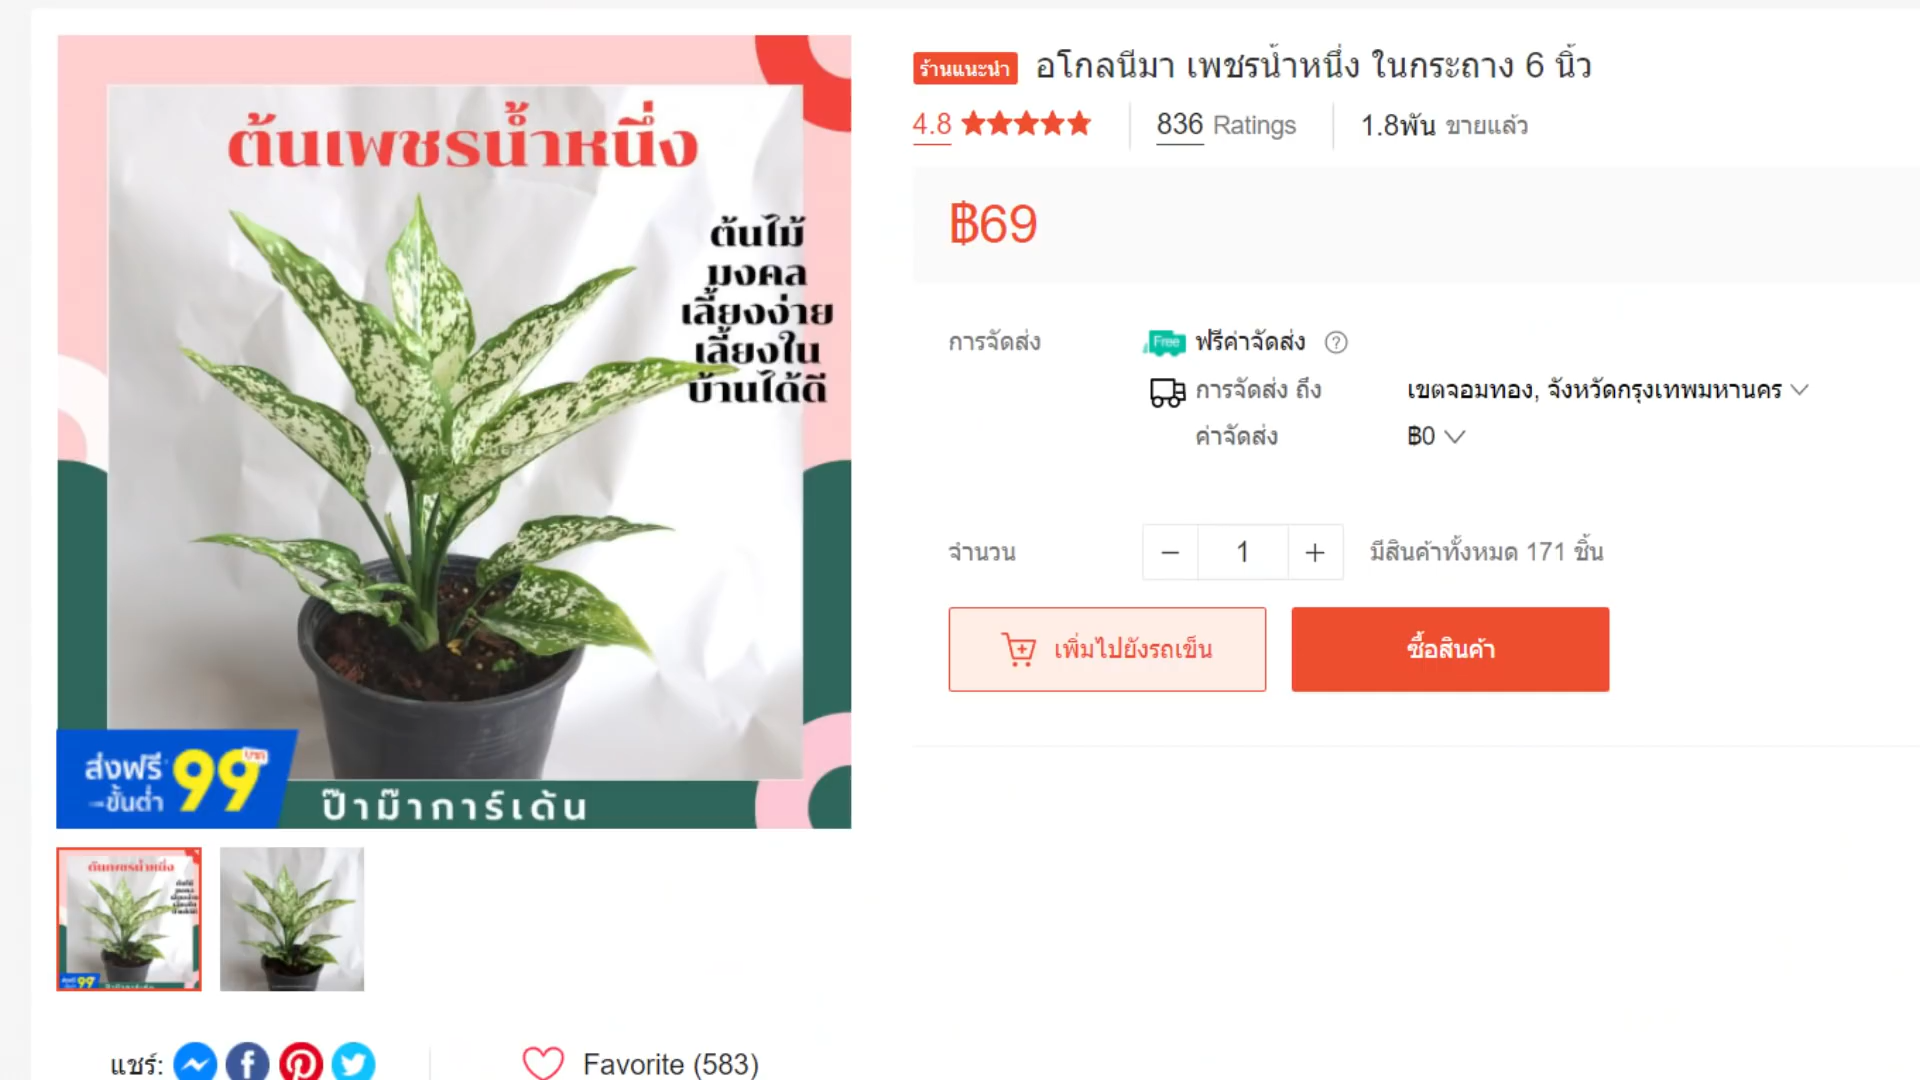 ต้นเพชรน้ำหนึ่ง
ต้นไม้
มงคล
เลี้ยงง่าย
เลี้ยงใน
บ้านได้ดี
ส่งฟรี
ขั้นต่ำ
99
บาท
ป๊าม๊าการ์เด้น
แชร์:
Favorite (583)
ร้านแนะนำ อโกลนีมา เพชรน้ำหนึ่ง ในกระถาง 6 นิ้ว
4.8 836 Ratings 1.8พัน ขายแล้ว
฿69
การจัดส่ง Free ฟรีค่าจัดส่ง ?
การจัดส่ง ถึง เขตจอมทอง, จังหวัดกรุงเทพมหานคร
ค่าจัดส่ง ฿0
จำนวน − 1 + มีสินค้าทั้งหมด 171 ชิ้น
เพิ่มไปยังรถเข็น ซื้อสินค้า